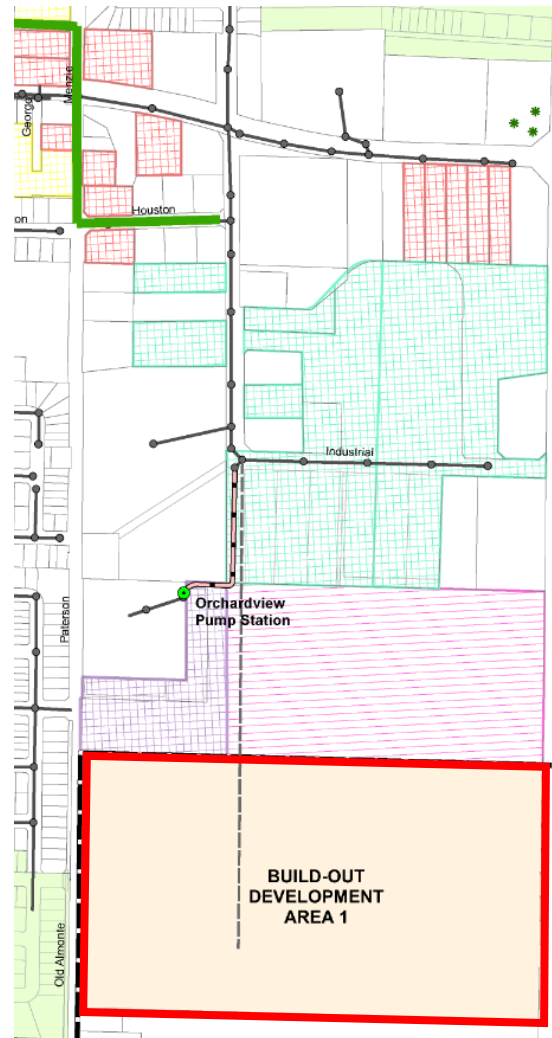 George
Menzie
Houston
on
Industrial
Orchardview
Pump Station
Paterson
BUILD-OUT
DEVELOPMENT
AREA 1
Old Almonte